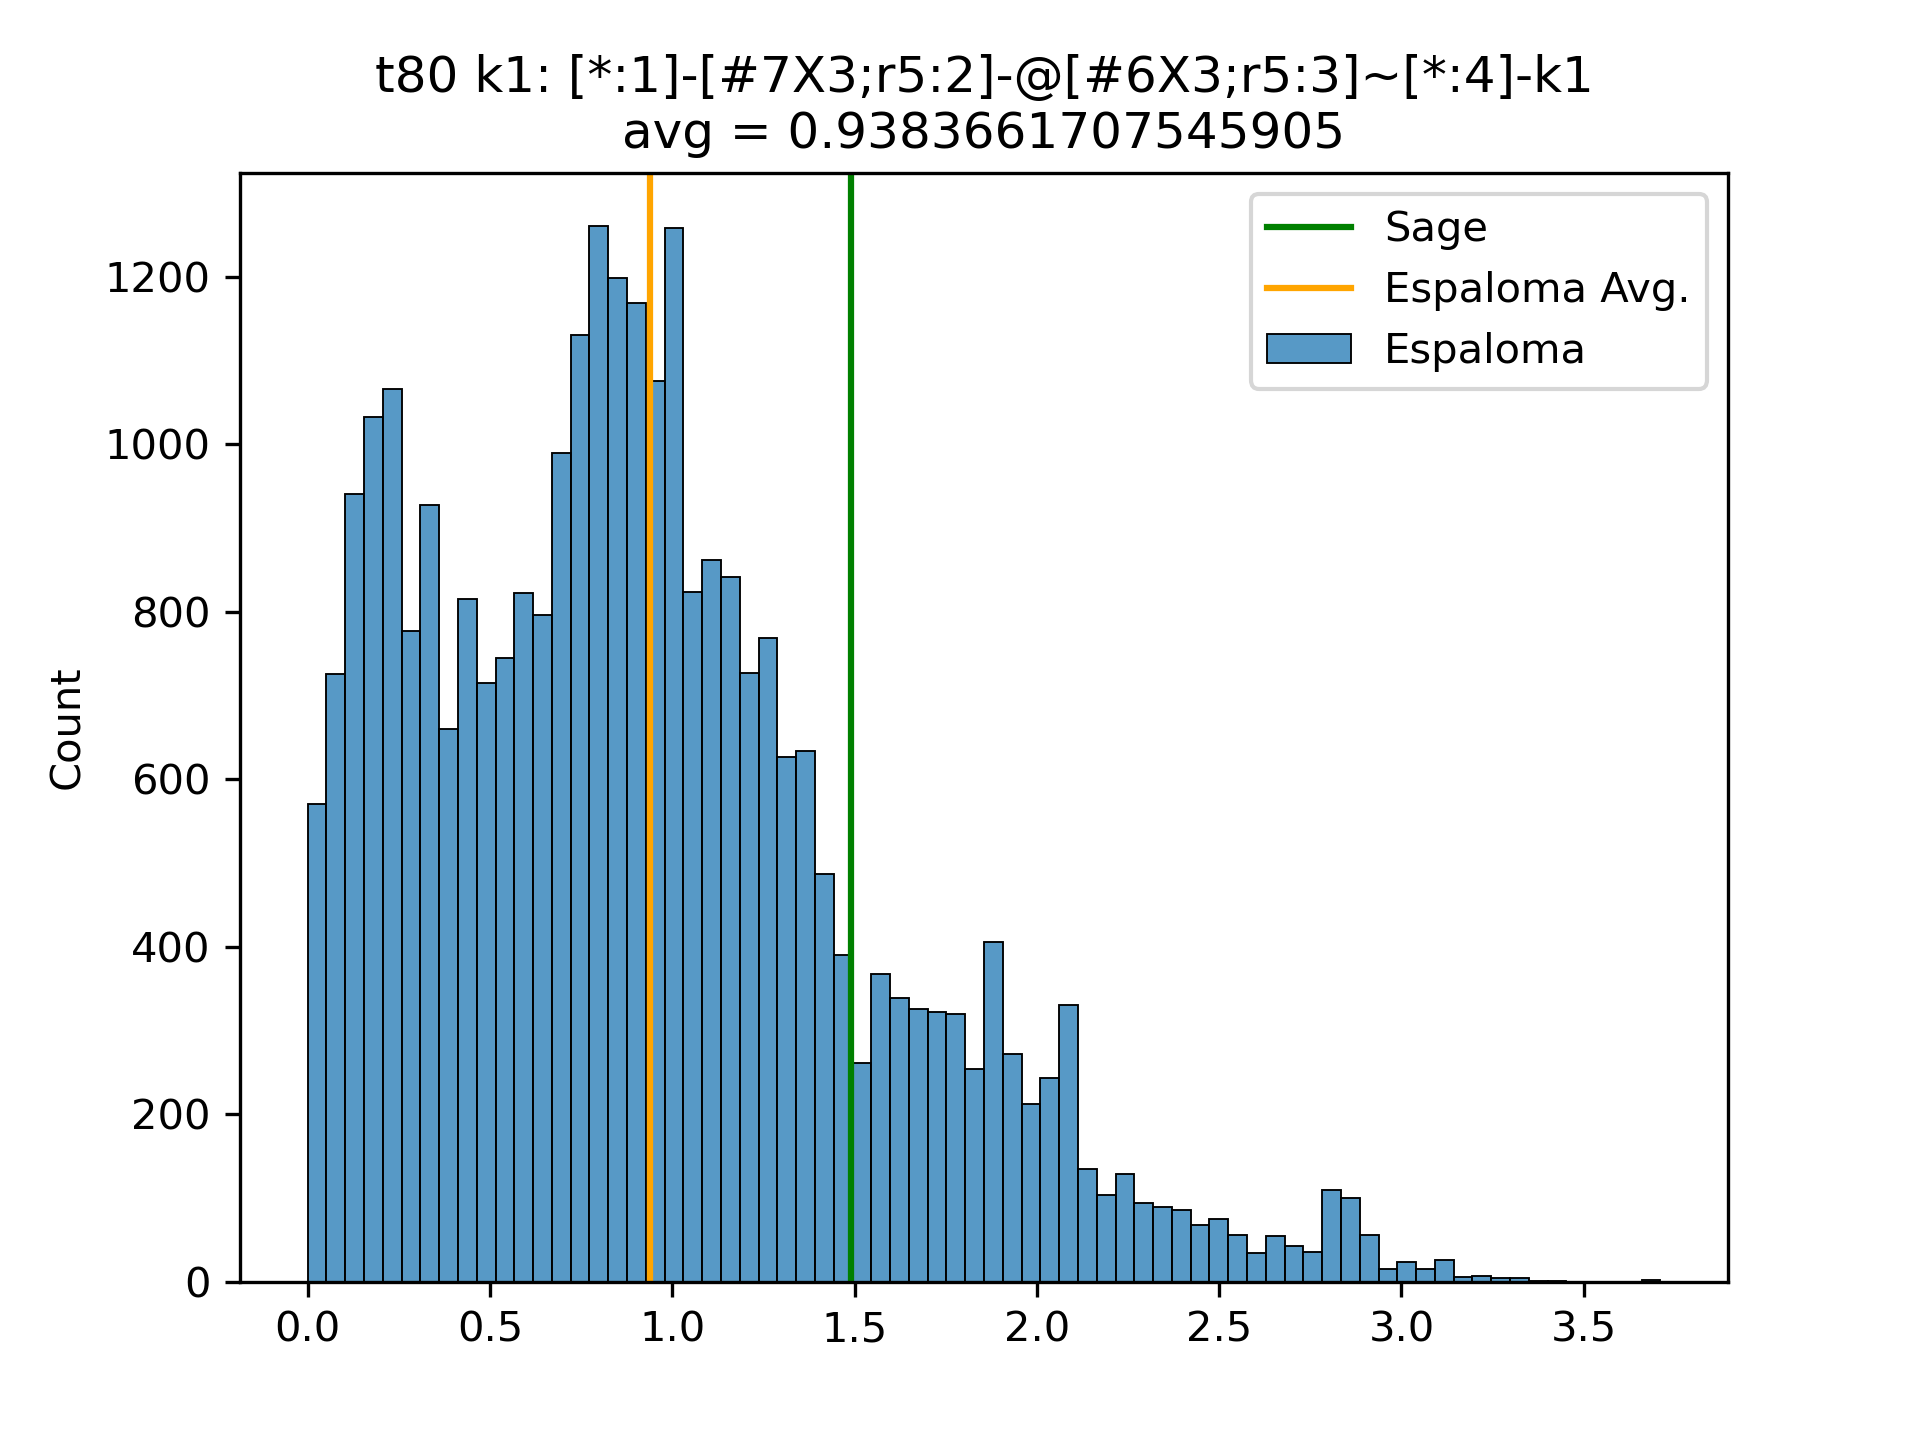 t80 k1: [*:1]-[#7X3;r5:2]-@[#6X3;r5:3]~[*:4]-k1
avg = 0.9383661707545905
Sage
Espaloma Avg.
Espaloma
Count
1200
1000
800
600
400
200
0
0.0 0.5 1.0 1.5 2.0 2.5 3.0 3.5